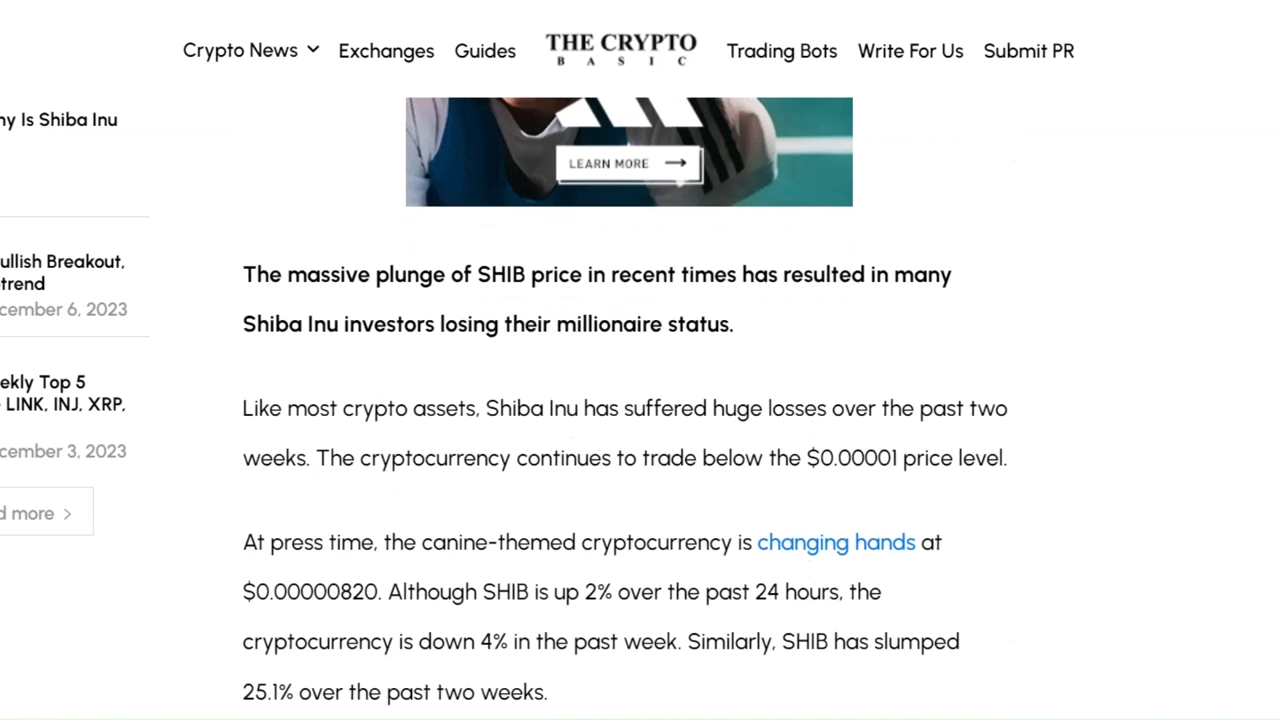 Crypto News Exchanges Guides THE CRYPTO BASIC Trading Bots Write For Us Submit PR
Is Shiba Inu
LEARN MORE
Breakout,
trend
6, 2023
Top 5
LINK, INJ, XRP,
3, 2023
more
The massive plunge of SHIB price in recent times has resulted in many
Shiba Inu investors losing their millionaire status.
Like most crypto assets, Shiba Inu has suffered huge losses over the past two
weeks. The cryptocurrency continues to trade below the $0.00001 price level.
At press time, the canine-themed cryptocurrency is changing hands at
$0.00000820. Although SHIB is up 2% over the past 24 hours, the
cryptocurrency is down 4% in the past week. Similarly, SHIB has slumped
25.1% over the past two weeks.